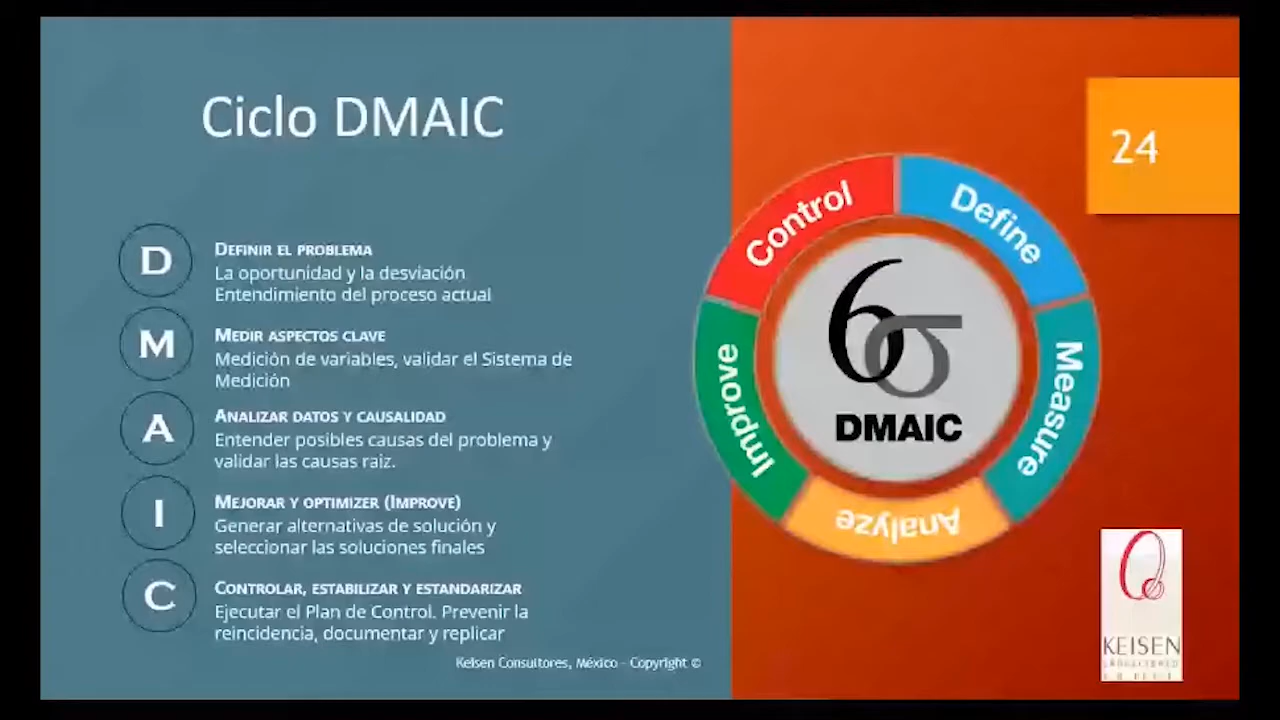 Ciclo DMAIC
24
D
DEFINIR EL PROBLEMA
La oportunidad y la desviación
Entendimiento del proceso actual
M
MEDIR ASPECTOS CLAVE
Medición de variables, validar el Sistema de
Medición
A
ANALIZAR DATOS Y CAUSALIDAD
Entender posibles causas del problema y
validar las causas raiz.
I
MEJORAR Y OPTIMIZER (IMPROVE)
Generar alternativas de solución y
seleccionar las soluciones finales
C
CONTROLAR, ESTABILIZAR Y ESTANDARIZAR
Ejecutar el Plan de Control. Prevenir la
reincidencia, documentar y replicar
Keisen Consultores, México - Copyright ©
Control
Define
Measure
Analyze
Improve
6σ
DMAIC
KEISEN